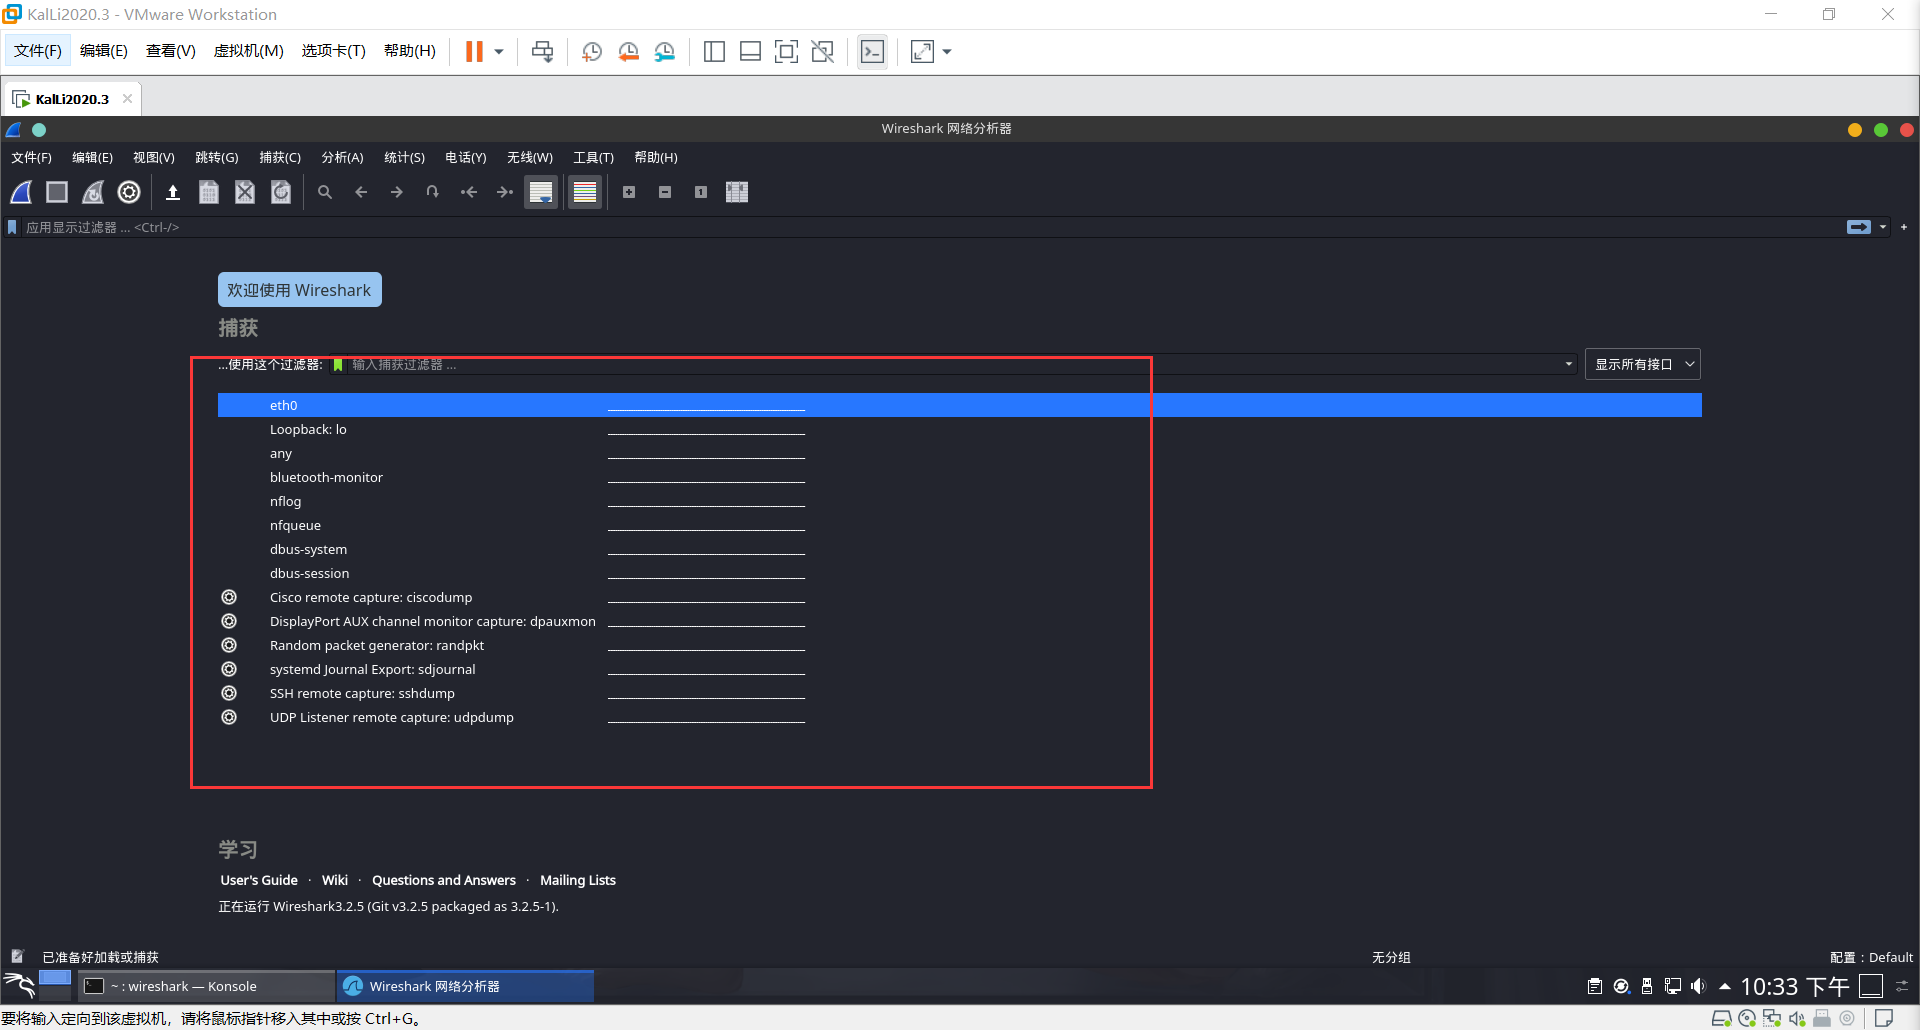 KalLi2020.3 - VMware Workstation
文件(F) 编辑(E) 查看(V) 虚拟机(M) 选项卡(T) 帮助(H)
KalLi2020.3
Wireshark 网络分析器
文件(F) 编辑(E) 视图(V) 跳转(G) 捕获(C) 分析(A) 统计(S) 电话(Y) 无线(W) 工具(T) 帮助(H)
应用显示过滤器 … <Ctrl-/>
欢迎使用 Wireshark
捕获
…使用这个过滤器: 输入捕获过滤器 … 显示所有接口
eth0
Loopback: lo
any
bluetooth-monitor
nflog
nfqueue
dbus-system
dbus-session
Cisco remote capture: ciscodump
DisplayPort AUX channel monitor capture: dpauxmon
Random packet generator: randpkt
systemd Journal Export: sdjournal
SSH remote capture: sshdump
UDP Listener remote capture: udpdump
学习
User's Guide · Wiki · Questions and Answers · Mailing Lists
正在运行 Wireshark3.2.5 (Git v3.2.5 packaged as 3.2.5-1).
已准备好加载或捕获 无分组 配置：Default
~ : wireshark — Konsole Wireshark 网络分析器 10:33 下午
要将输入定向到该虚拟机，请将鼠标指针移入其中或按 Ctrl+G。